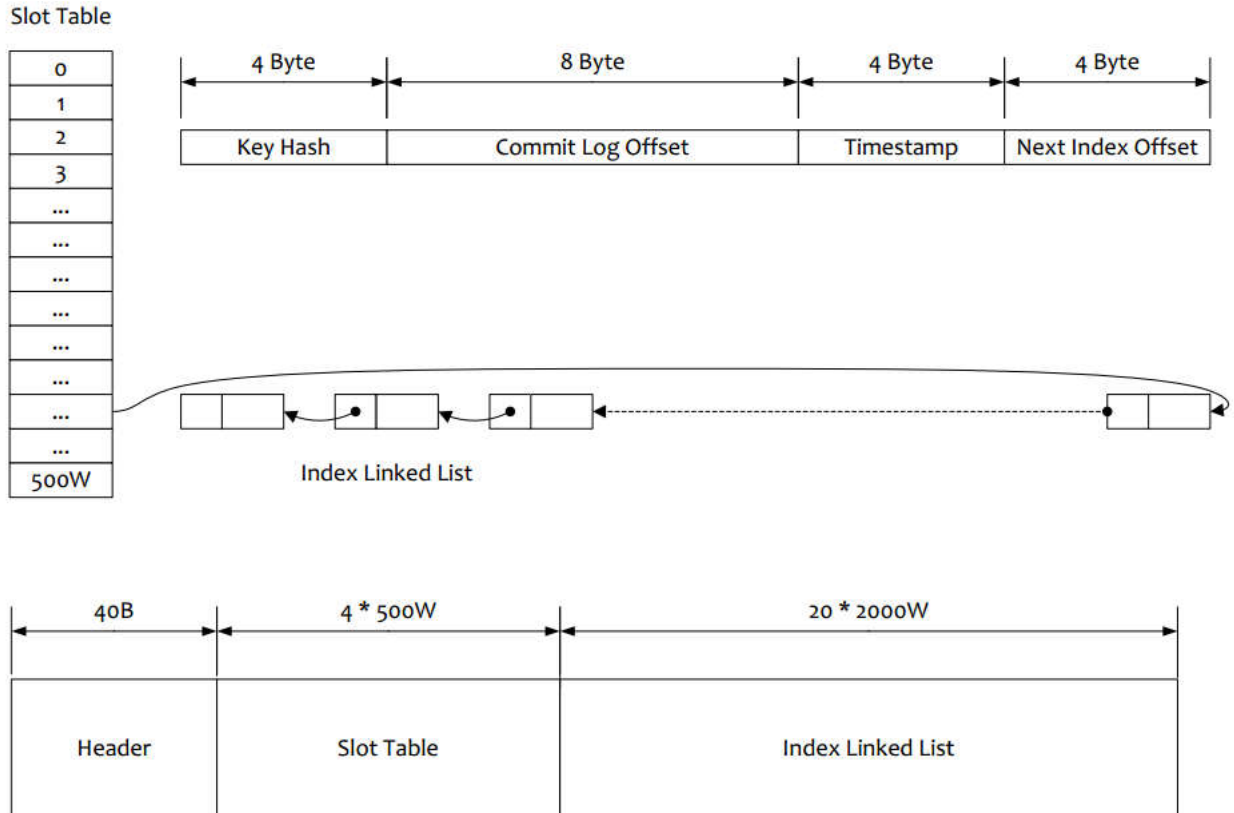 Slot Table
0
1
2
3
...
...
...
...
...
...
...
...
500W
4 Byte 8 Byte 4 Byte 4 Byte
Key Hash Commit Log Offset Timestamp Next Index Offset
Index Linked List
40B 4 * 500W 20 * 2000W
Header Slot Table Index Linked List